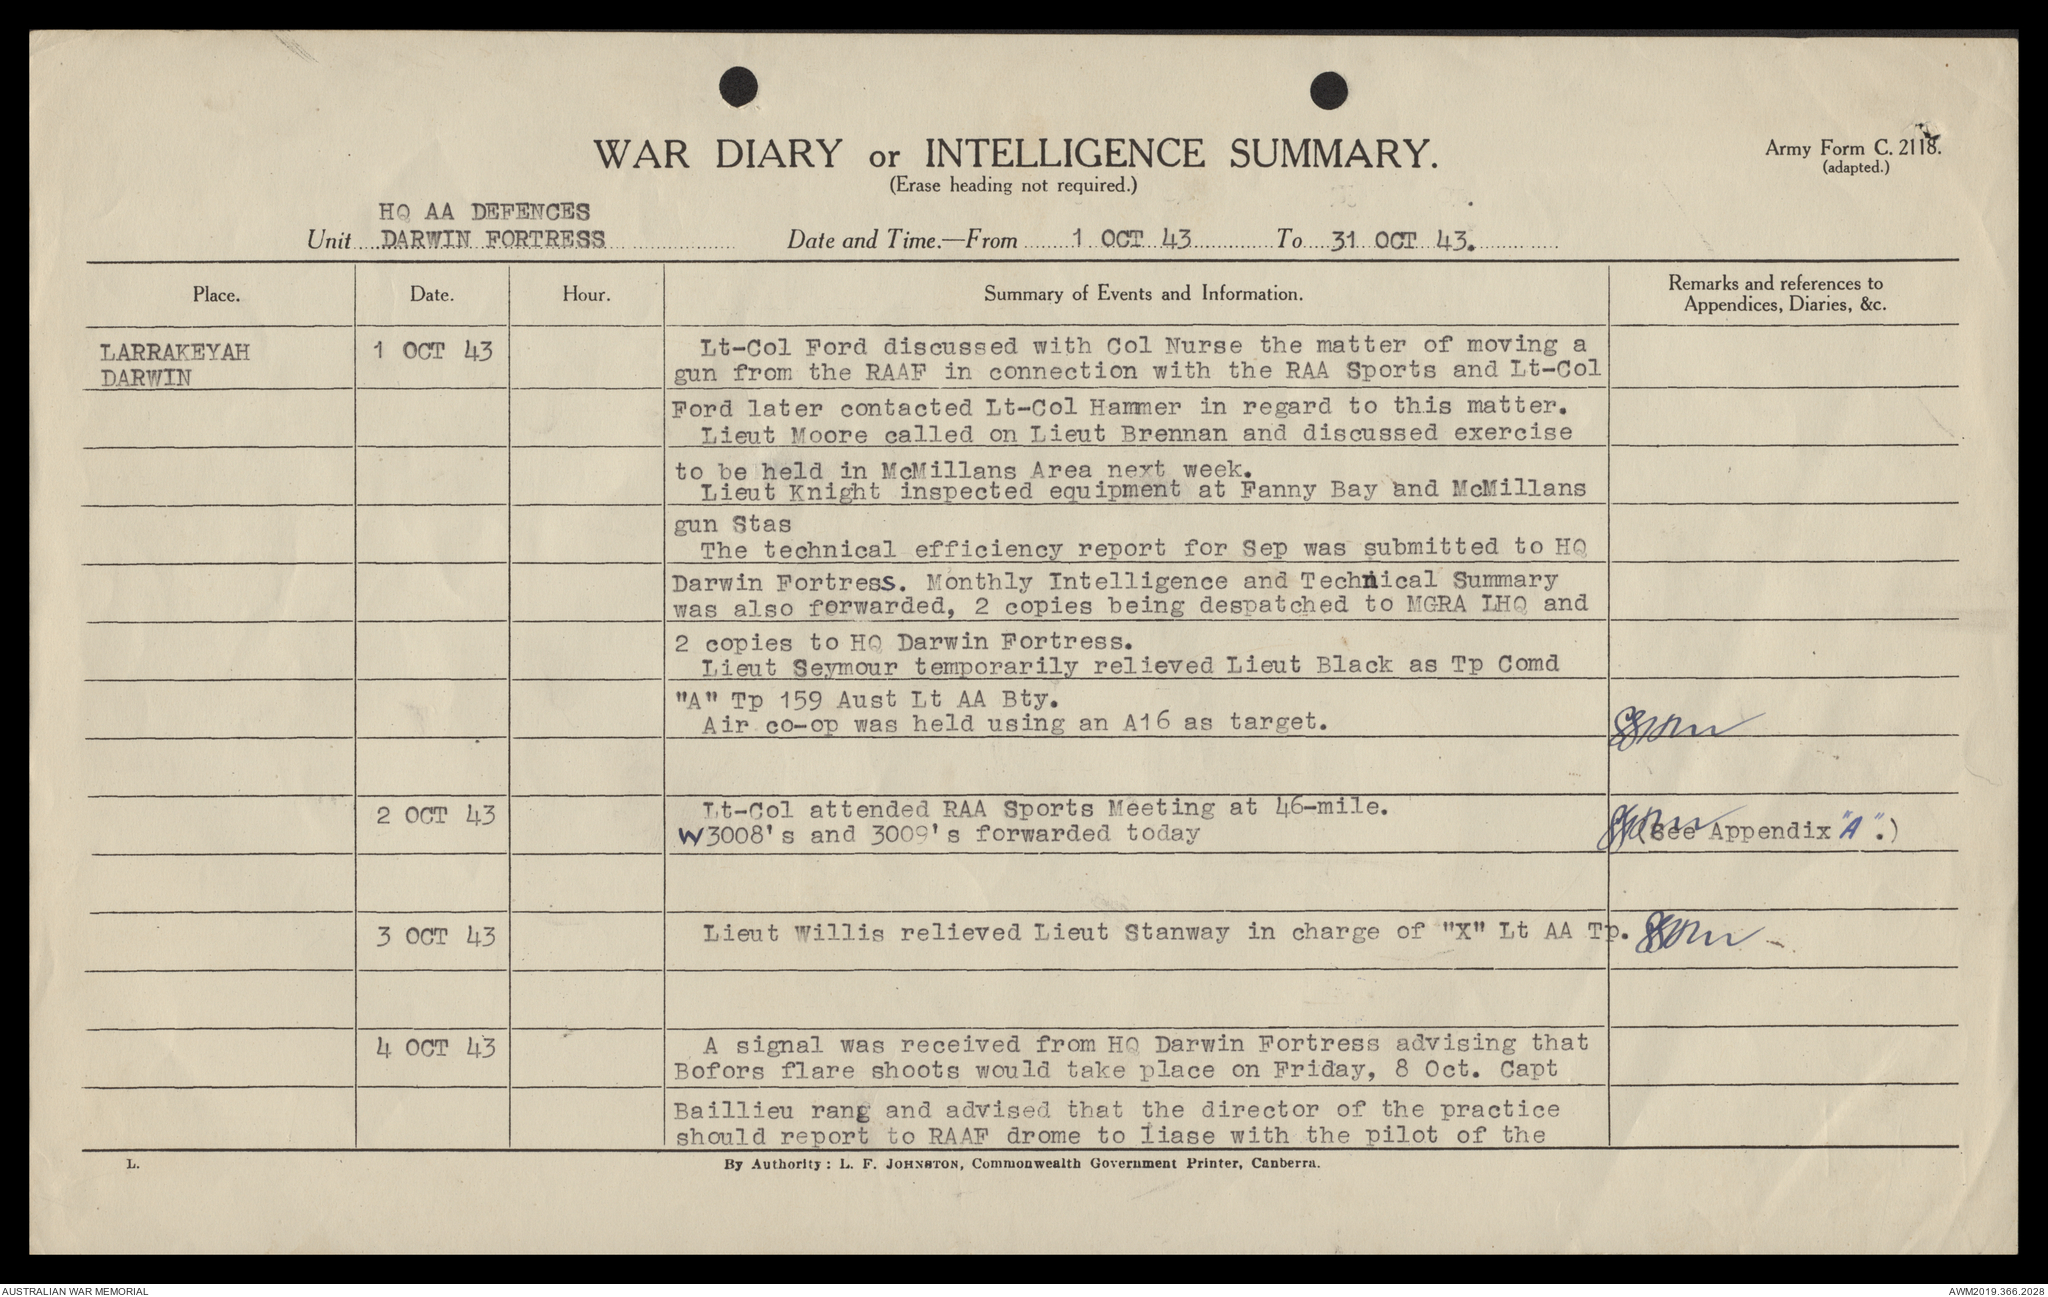 WAR DIARY or INTELLIGENCE SUMMARY.
(Erase heading not required.)
Army Form C. 2118.
(adapted.)
HQ AA DEFENCES
Unit DARWIN FORTRESS Date and Time.—From 1 OCT 43 To 31 OCT 43.
Place. Date. Hour. Summary of Events and Information. Remarks and references to
Appendices, Diaries, &c.
LARRAKEYAH 1 OCT 43 Lt-Col Ford discussed with Col Nurse the matter of moving a
DARWIN gun from the RAAF in connection with the RAA Sports and Lt-Col
Ford later contacted Lt-Col Hammer in regard to this matter.
Lieut Moore called on Lieut Brennan and discussed exercise
to be held in McMillans Area next week.
Lieut Knight inspected equipment at Fanny Bay and McMillans
gun Stas
The technical efficiency report for Sep was submitted to HQ
Darwin Fortress. Monthly Intelligence and Technical Summary
was also forwarded, 2 copies being despatched to MGRA LHQ and
2 copies to HQ Darwin Fortress.
Lieut Seymour temporarily relieved Lieut Black as Tp Comd
"A" Tp 159 Aust Lt AA Bty.
Air co-op was held using an A16 as target.
2 OCT 43 Lt-Col attended RAA Sports Meeting at 46-mile.
W3008's and 3009's forwarded today (See Appendix "A".)
3 OCT 43 Lieut Willis relieved Lieut Stanway in charge of "X" Lt AA Tp.
4 OCT 43 A signal was received from HQ Darwin Fortress advising that
Bofors flare shoots would take place on Friday, 8 Oct. Capt
Baillieu rang and advised that the director of the practice
should report to RAAF drome to liase with the pilot of the
L. By Authority: L. F. JOHNSTON, Commonwealth Government Printer, Canberra.
AUSTRALIAN WAR MEMORIAL AWM2019.366.2028